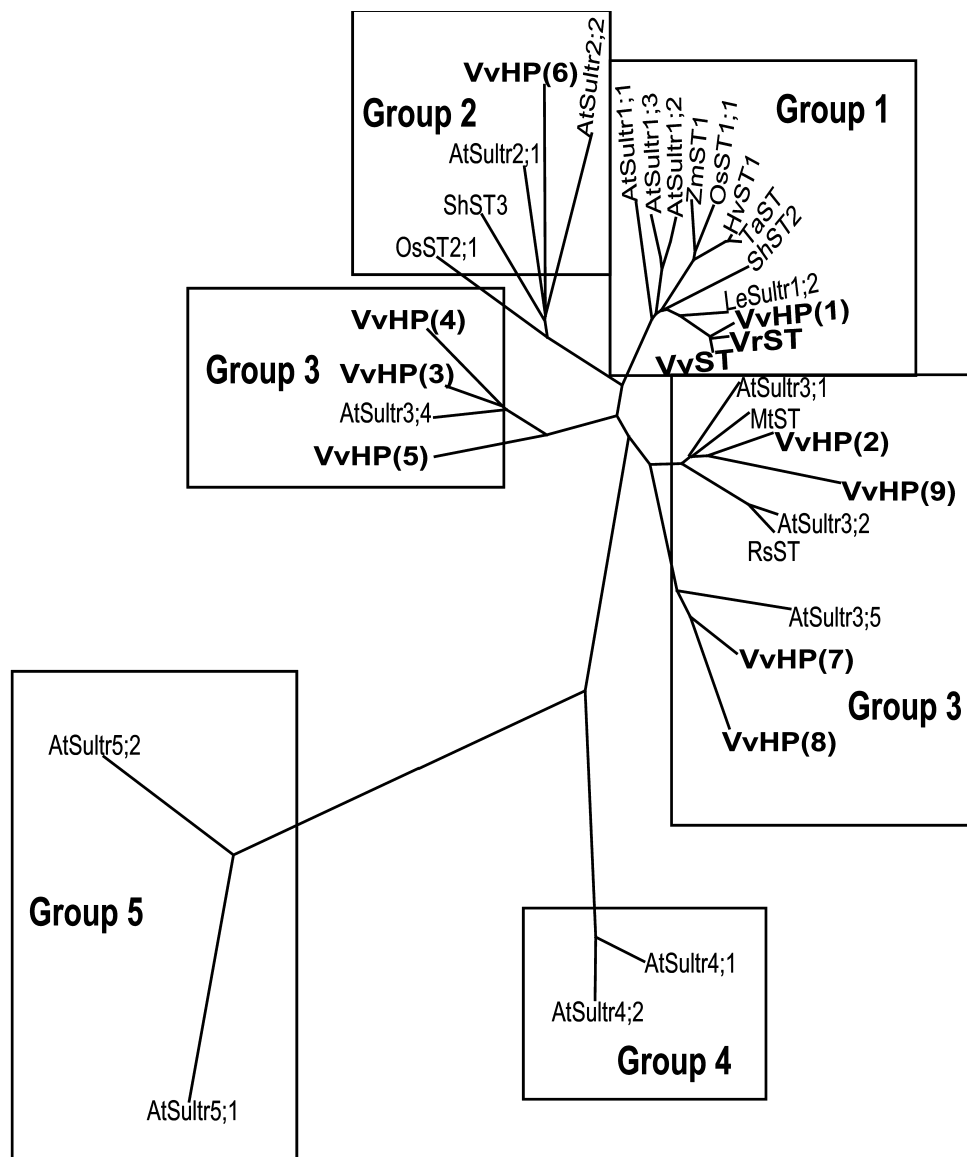 AtSultr2;2
VvHP(6)
Group 2
AtSultr2;1
ShST3
OsST2;1
Group 1
AtSultr1;1
AtSultr1;3
AtSultr1;2
ZmST1
OsST1;1
HvST1
TaST
ShST2
LeSultr1;2
VvHP(1)
VrST
VvST
VvHP(4)
Group 3
VvHP(3)
AtSultr3;4
VvHP(5)
AtSultr3;1
MtST
VvHP(2)
VvHP(9)
AtSultr3;2
RsST
AtSultr3;5
VvHP(7)
Group 3
VvHP(8)
AtSultr5;2
Group 5
AtSultr5;1
AtSultr4;1
AtSultr4;2
Group 4